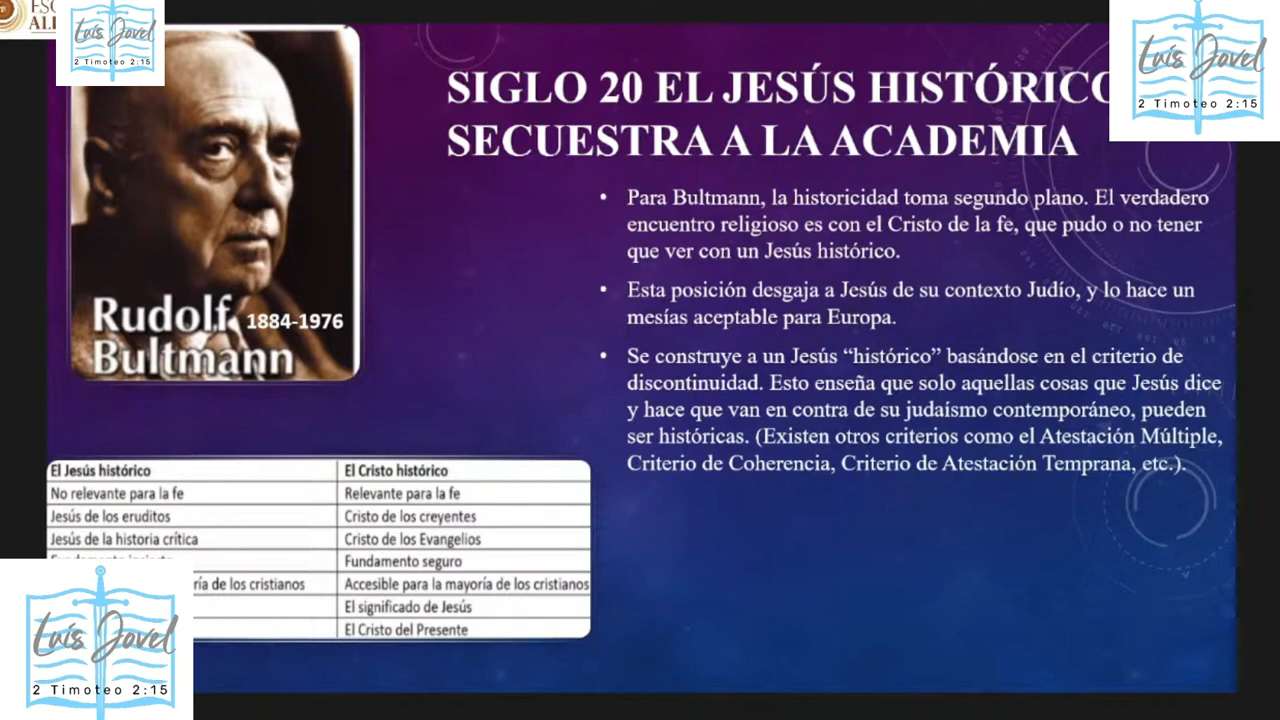 ESC
Luis Jovel
2 Timoteo 2:15
Luis Jovel
2 Timoteo 2:15
SIGLO 20 EL JESÚS HISTÓRICO
SECUESTRA A LA ACADEMIA
Rudolf 1884-1976
Bultmann
• Para Bultmann, la historicidad toma segundo plano. El verdadero
encuentro religioso es con el Cristo de la fe, que pudo o no tener
que ver con un Jesús histórico.
• Esta posición desgaja a Jesús de su contexto Judío, y lo hace un
mesías aceptable para Europa.
• Se construye a un Jesús “histórico” basándose en el criterio de
discontinuidad. Esto enseña que solo aquellas cosas que Jesús dice
y hace que van en contra de su judaísmo contemporáneo, pueden
ser históricas. (Existen otros criterios como el Atestación Múltiple,
Criterio de Coherencia, Criterio de Atestación Temprana, etc.).
El Jesús histórico El Cristo histórico
No relevante para la fe Relevante para la fe
Jesús de los eruditos Cristo de los creyentes
Jesús de la historia crítica Cristo de los Evangelios
Fundamento seguro
de los cristianos Accesible para la mayoría de los cristianos
El significado de Jesús
El Cristo del Presente
Luis Jovel
2 Timoteo 2:15